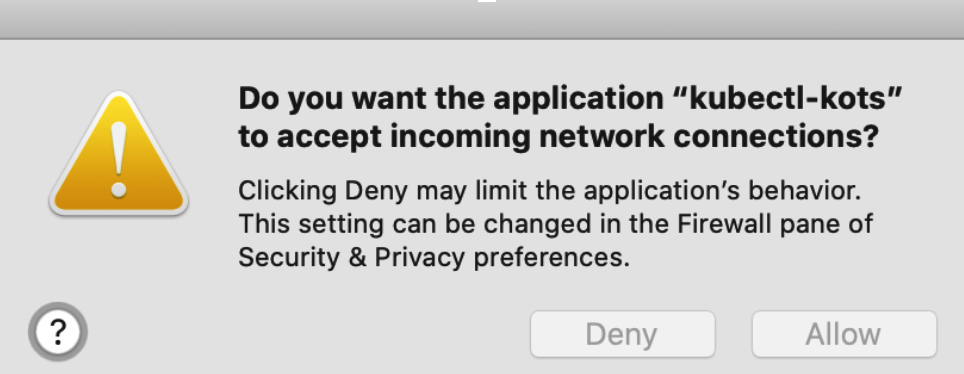 Do you want the application “kubectl-kots”
to accept incoming network connections?
Clicking Deny may limit the application’s behavior.
This setting can be changed in the Firewall pane of
Security & Privacy preferences.
?
Deny
Allow